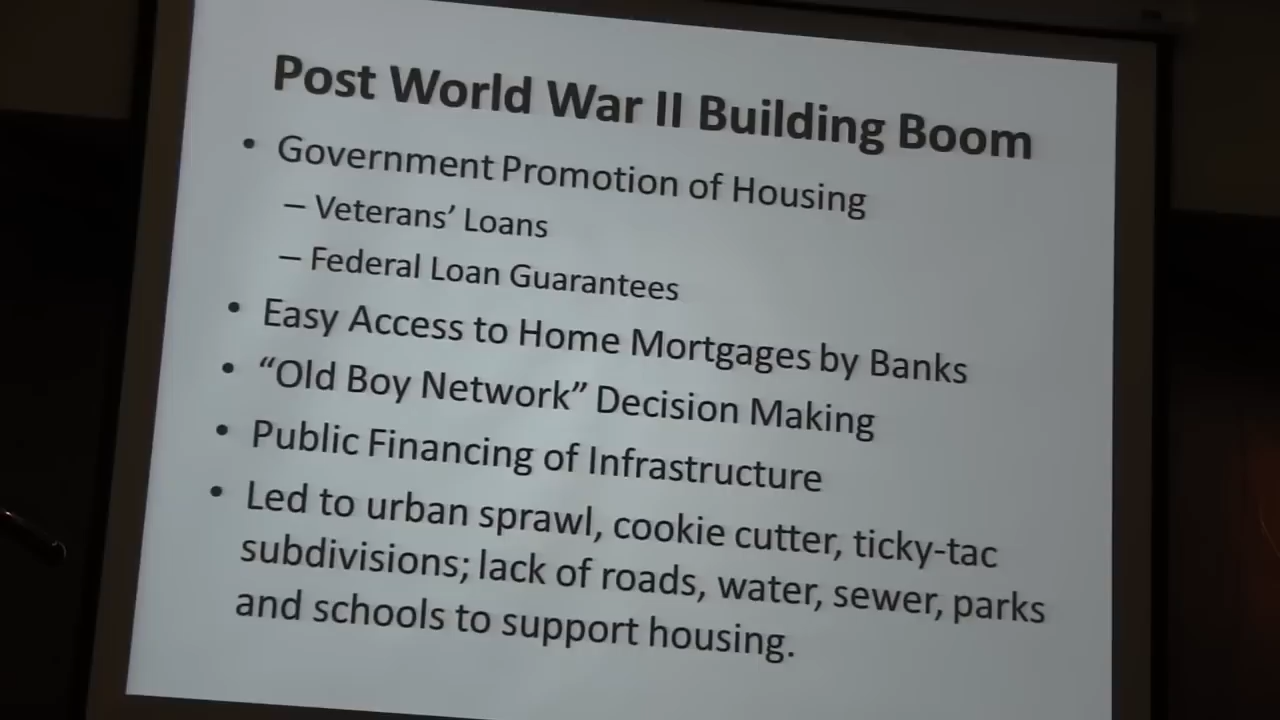 Post World War II Building Boom
• Government Promotion of Housing
– Veterans’ Loans
– Federal Loan Guarantees
• Easy Access to Home Mortgages by Banks
• “Old Boy Network” Decision Making
• Public Financing of Infrastructure
• Led to urban sprawl, cookie cutter, ticky-tac
subdivisions; lack of roads, water, sewer, parks
and schools to support housing.